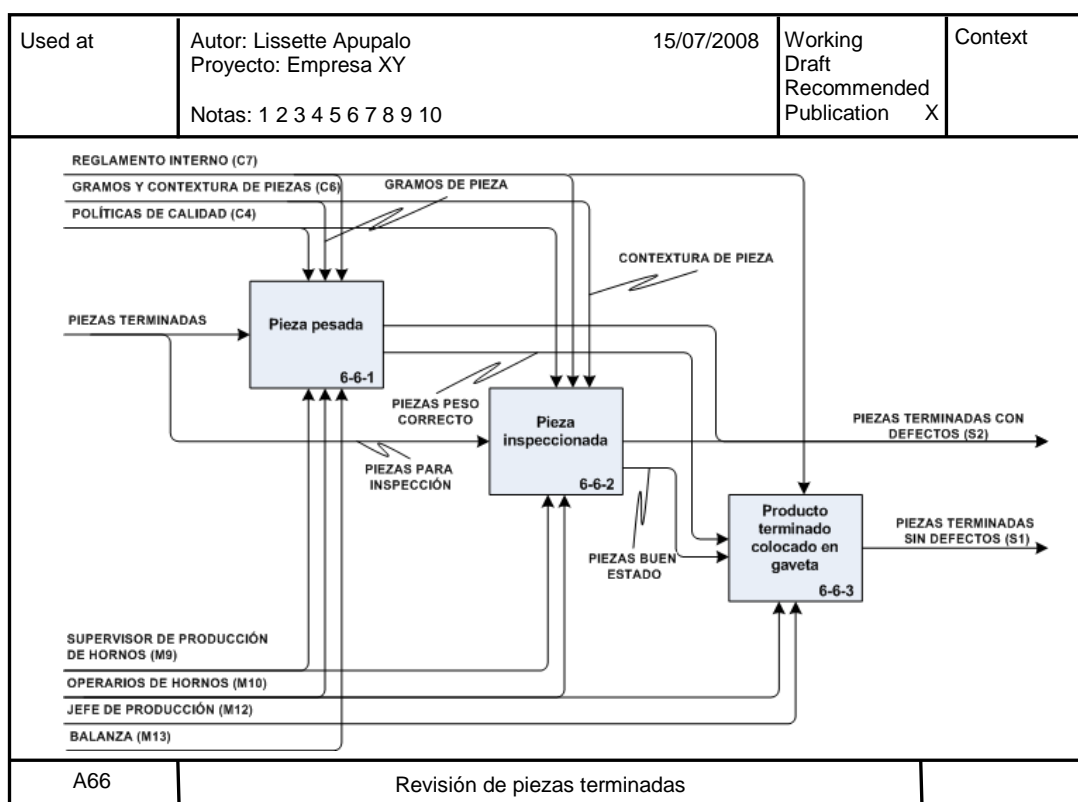 Used at
Autor: Lissette Apupalo 15/07/2008
Proyecto: Empresa XY
Notas: 1 2 3 4 5 6 7 8 9 10
Working
Draft
Recommended
Publication X
Context
REGLAMENTO INTERNO (C7)
GRAMOS Y CONTEXTURA DE PIEZAS (C6)
GRAMOS DE PIEZA
POLÍTICAS DE CALIDAD (C4)
CONTEXTURA DE PIEZA
PIEZAS TERMINADAS
Pieza pesada
6-6-1
PIEZAS PESO
CORRECTO
Pieza
inspeccionada
6-6-2
PIEZAS TERMINADAS CON
DEFECTOS (S2)
PIEZAS PARA
INSPECCIÓN
Producto
terminado
colocado en
gaveta
6-6-3
PIEZAS TERMINADAS
SIN DEFECTOS (S1)
PIEZAS BUEN
ESTADO
SUPERVISOR DE PRODUCCIÓN
DE HORNOS (M9)
OPERARIOS DE HORNOS (M10)
JEFE DE PRODUCCIÓN (M12)
BALANZA (M13)
A66
Revisión de piezas terminadas